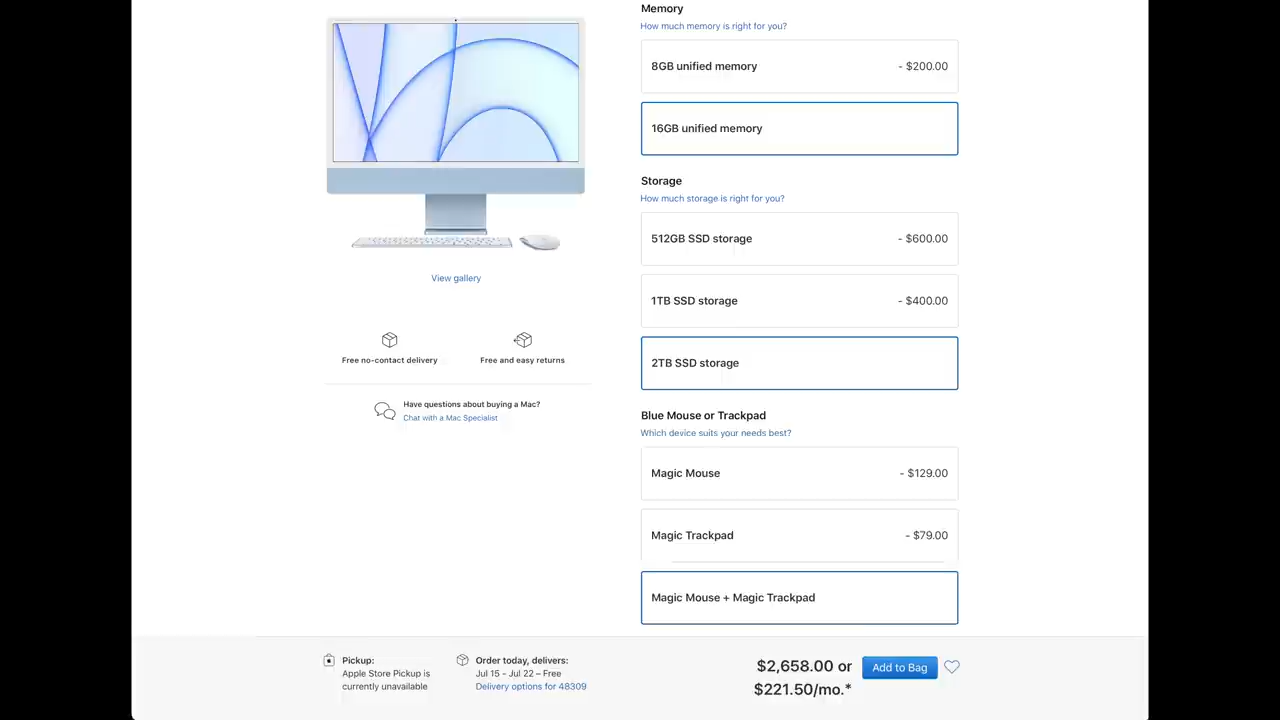 Memory
How much memory is right for you?
8GB unified memory - $200.00
16GB unified memory
Storage
How much storage is right for you?
512GB SSD storage - $600.00
1TB SSD storage - $400.00
2TB SSD storage
Blue Mouse or Trackpad
Which device suits your needs best?
Magic Mouse - $129.00
Magic Trackpad - $79.00
Magic Mouse + Magic Trackpad
View gallery
Free no-contact delivery
Free and easy returns
Have questions about buying a Mac?
Chat with a Mac Specialist
Pickup:
Apple Store Pickup is
currently unavailable
Order today, delivers:
Jul 15 - Jul 22 – Free
Delivery options for 48309
$2,658.00 or
$221.50/mo.*
Add to Bag